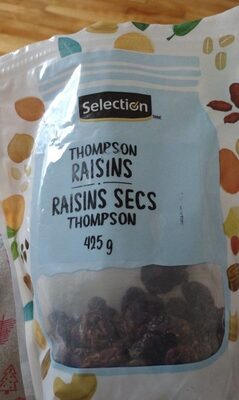 Selection
THOMPSON
RAISINS
RAISINS SECS
THOMPSON
425 g